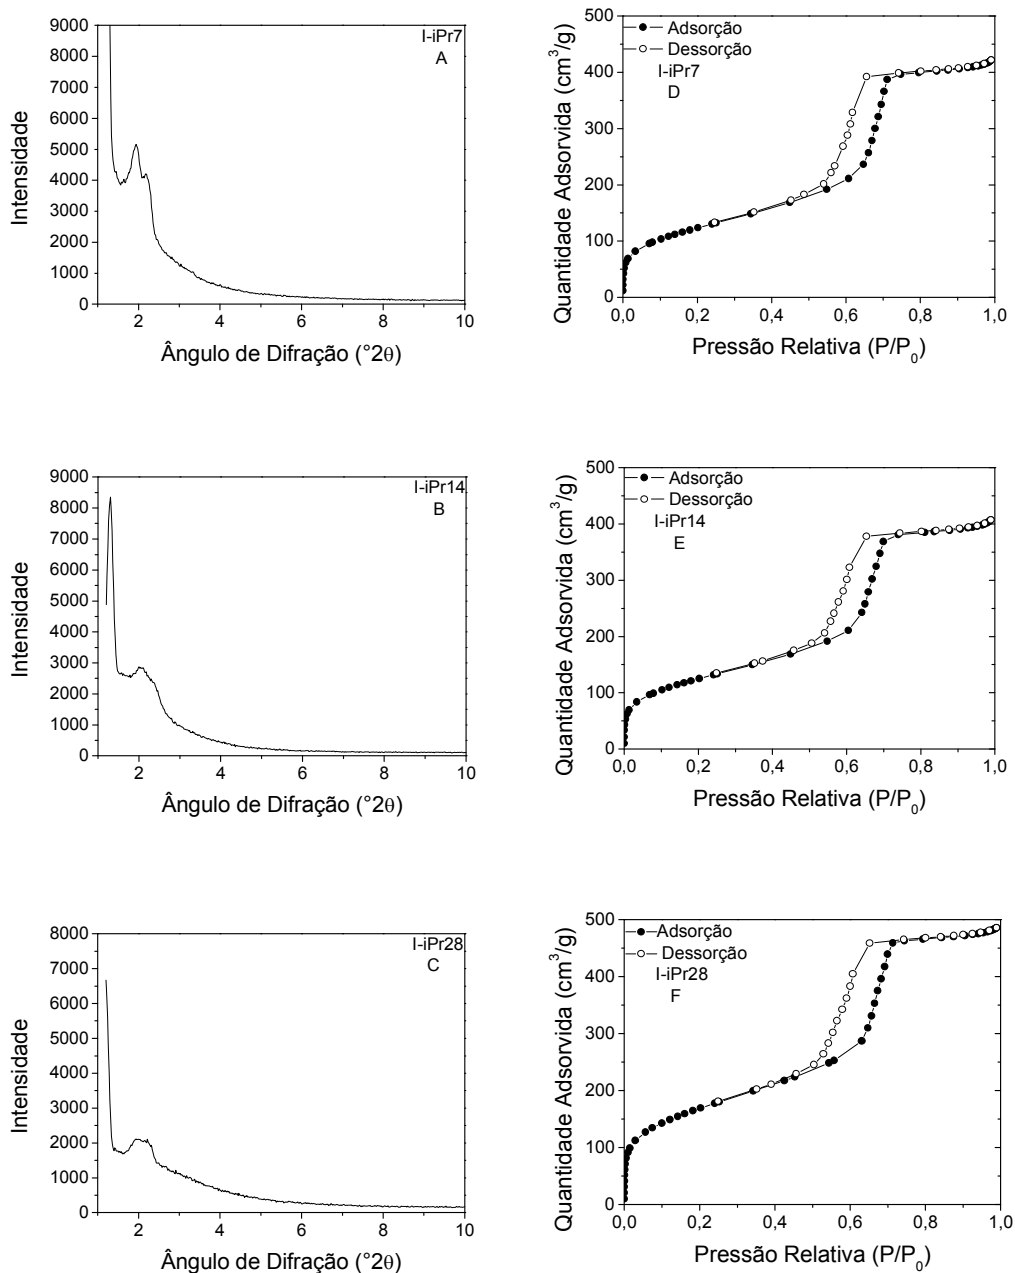 9000
8000
7000
6000
5000
4000
3000
2000
1000
0
2
4
6
8
10
Intensidade
Ângulo de Difração (°2θ)
I-iPr7
A
500
400
300
200
100
0
0,0
0,2
0,4
0,6
0,8
1,0
Quantidade Adsorvida (cm³/g)
Pressão Relativa (P/P₀)
Adsorção
Dessorção
I-iPr7
D
9000
8000
7000
6000
5000
4000
3000
2000
1000
0
2
4
6
8
10
Intensidade
Ângulo de Difração (°2θ)
I-iPr14
B
500
400
300
200
100
0
0,0
0,2
0,4
0,6
0,8
1,0
Quantidade Adsorvida (cm³/g)
Pressão Relativa (P/P₀)
Adsorção
Dessorção
I-iPr14
E
8000
7000
6000
5000
4000
3000
2000
1000
0
2
4
6
8
10
Intensidade
Ângulo de Difração (°2θ)
I-iPr28
C
500
400
300
200
100
0
0,0
0,2
0,4
0,6
0,8
1,0
Quantidade Adsorvida (cm³/g)
Pressão Relativa (P/P₀)
Adsorção
Dessorção
I-iPr28
F